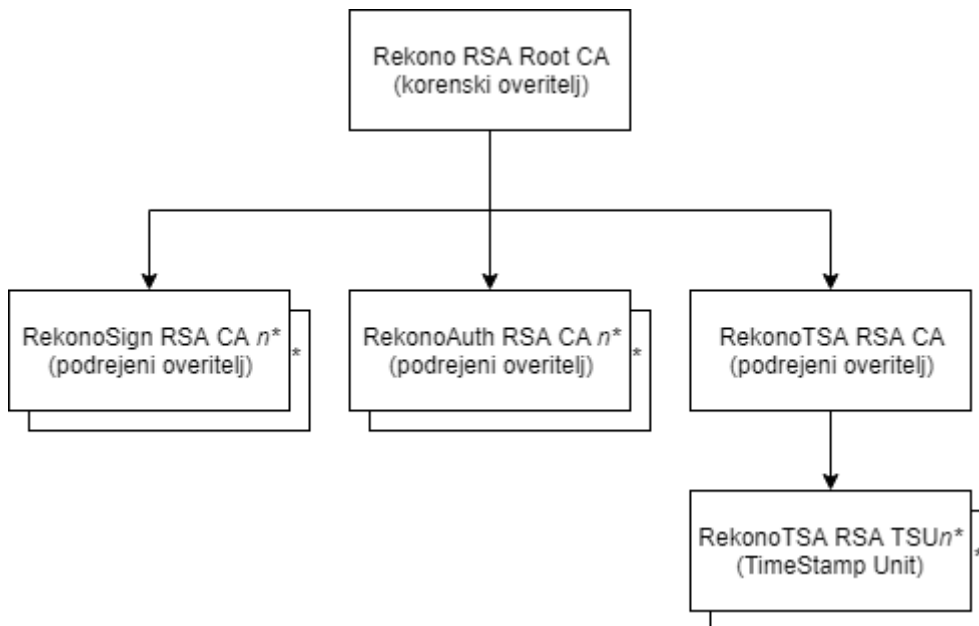 Rekono RSA Root CA
(korenski overitelj)
RekonoSign RSA CA n*
(podrejeni overitelj)
*
RekonoAuth RSA CA n*
(podrejeni overitelj)
*
RekonoTSA RSA CA
(podrejeni overitelj)
RekonoTSA RSA TSUn*
(TimeStamp Unit)
*